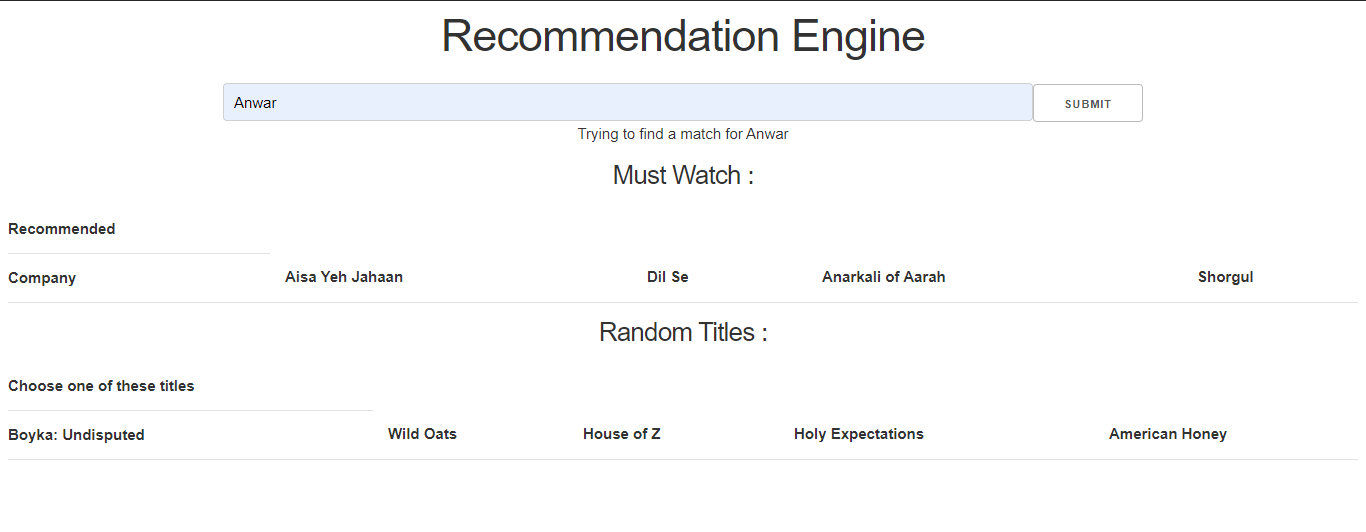 Recommendation Engine
Anwar SUBMIT
Trying to find a match for Anwar
Must Watch :
Recommended
Company Aisa Yeh Jahaan Dil Se Anarkali of Aarah Shorgul
Random Titles :
Choose one of these titles
Boyka: Undisputed Wild Oats House of Z Holy Expectations American Honey